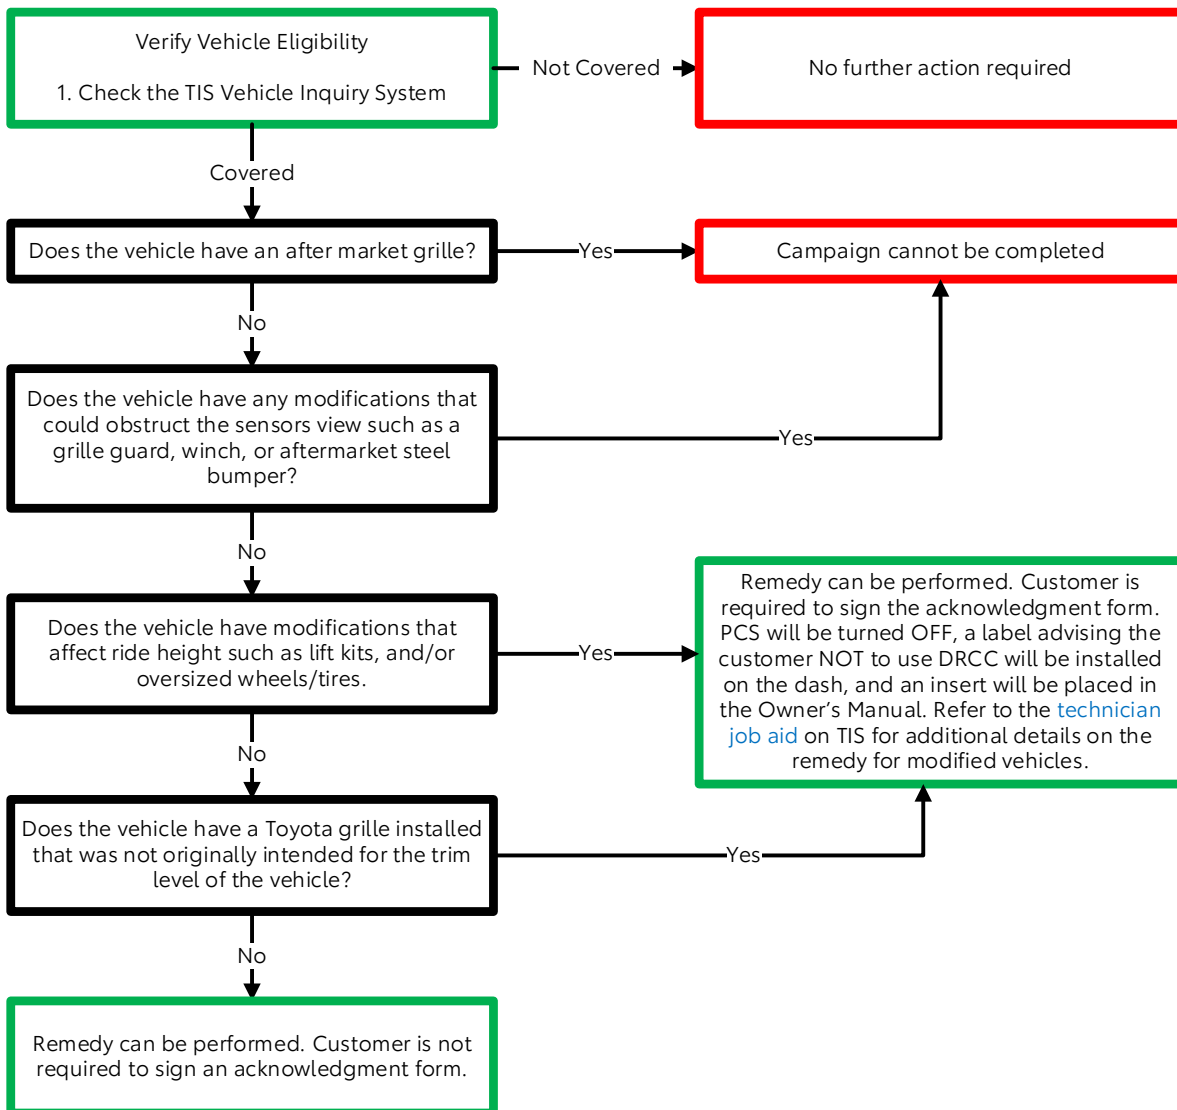 Verify Vehicle Eligibility
1. Check the TIS Vehicle Inquiry System
Not Covered
No further action required
Covered
Does the vehicle have an after market grille?
Yes
Campaign cannot be completed
No
Does the vehicle have any modifications that
could obstruct the sensors view such as a
grille guard, winch, or aftermarket steel
bumper?
Yes
No
Does the vehicle have modifications that
affect ride height such as lift kits, and/or
oversized wheels/tires.
Yes
Remedy can be performed. Customer is
required to sign the acknowledgment form.
PCS will be turned OFF, a label advising the
customer NOT to use DRCC will be installed
on the dash, and an insert will be placed in
the Owner’s Manual. Refer to the technician
job aid on TIS for additional details on the
remedy for modified vehicles.
No
Does the vehicle have a Toyota grille installed
that was not originally intended for the trim
level of the vehicle?
Yes
No
Remedy can be performed. Customer is not
required to sign an acknowledgment form.